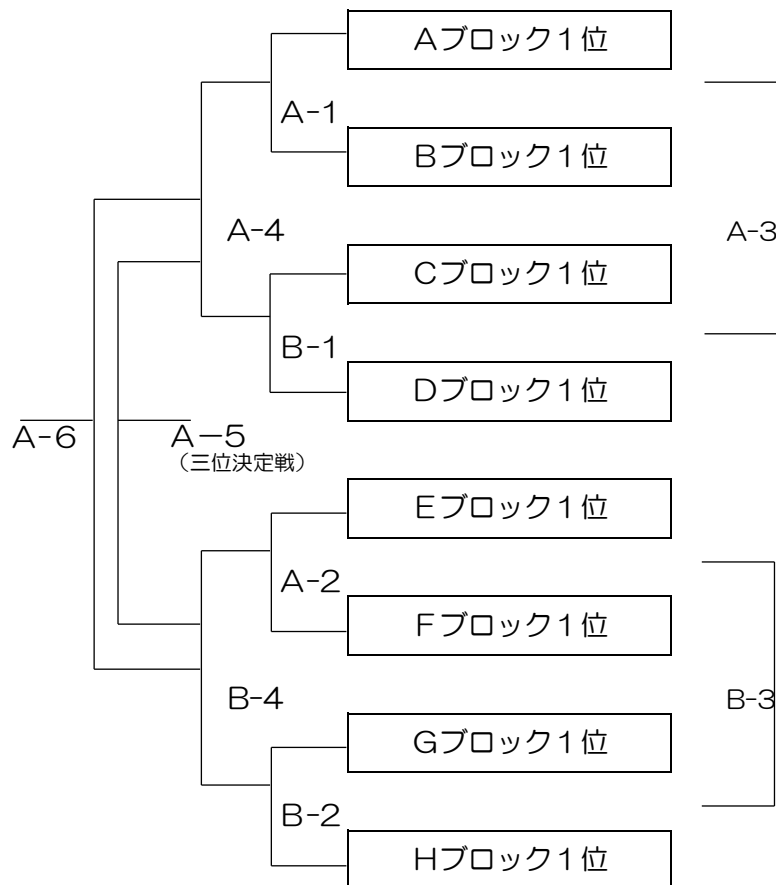 Aブロック１位
A-1
Bブロック１位
A-4
A-3
Cブロック１位
B-1
Dブロック１位
A-6
A－5
（三位決定戦）
Eブロック１位
A-2
Fブロック１位
B-4
B-3
Gブロック１位
B-2
Hブロック１位